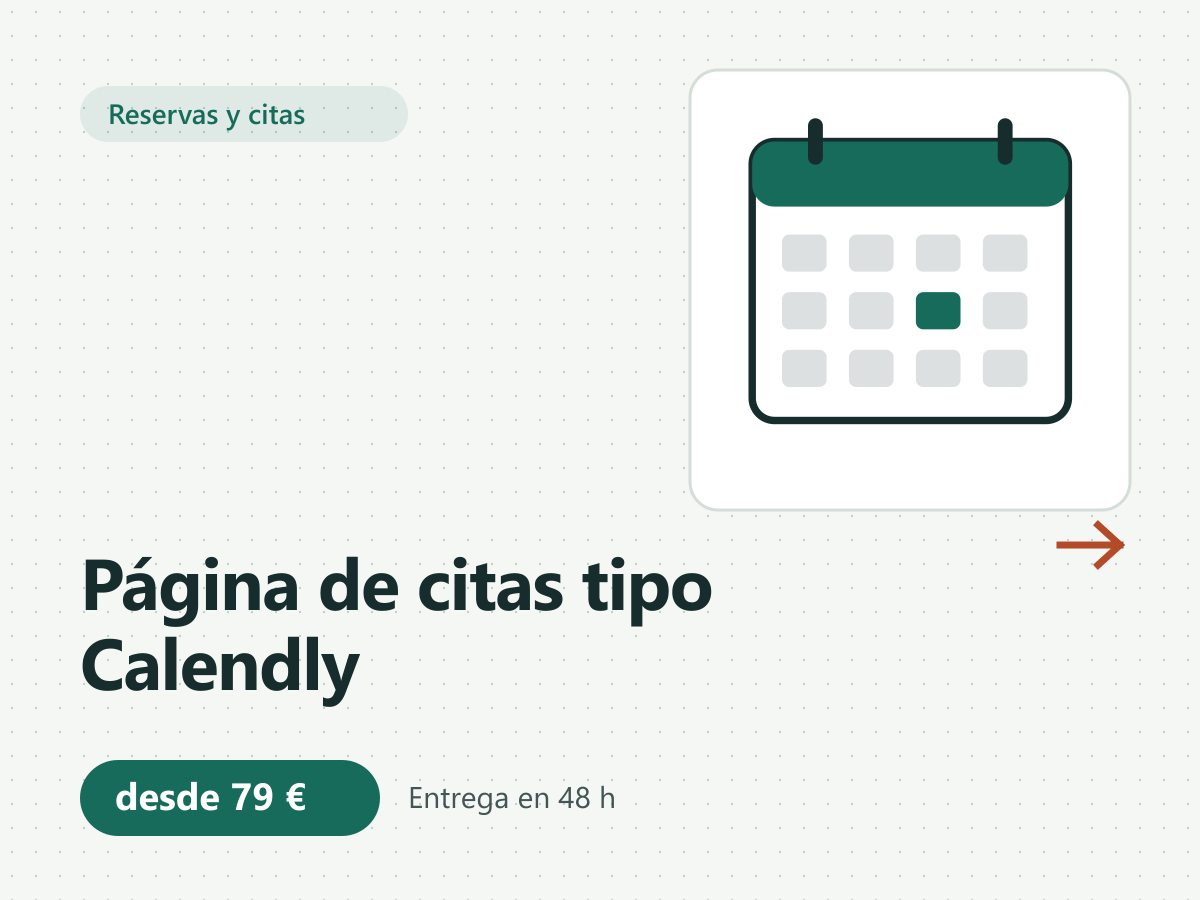 Reservas y citas
Página de citas tipo
Calendly
desde 79 €
Entrega en 48 h